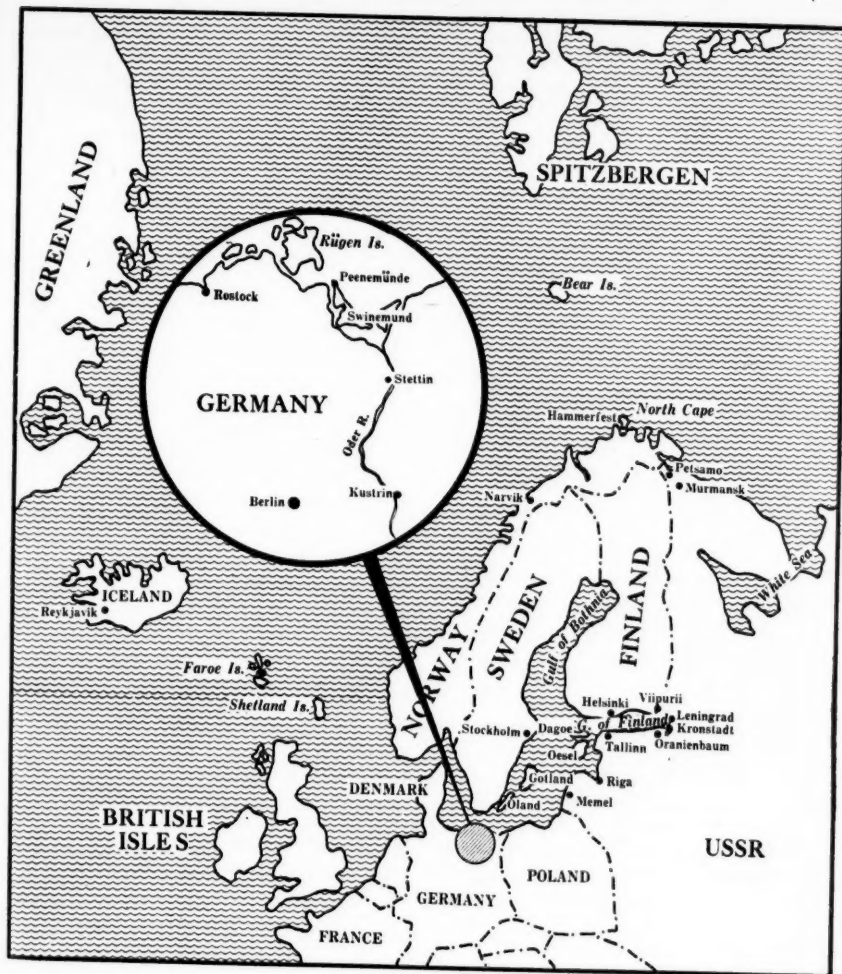 GREENLAND
SPITZBERGEN
Rügen Is.
Peenemünde
Rostock
Swinemund
Bear Is.
Stettin
GERMANY
Oder R.
Berlin
Kustrin
Hammerfest
North Cape
Petsamo
Murmansk
Narvik
White Sea
ICELAND
Reykjavik
NORWAY
SWEDEN
Gulf of Bothnia
FINLAND
Faroe Is.
Shetland Is.
Helsinki
Viipurii
Stockholm
Dagoe
G. of Finland
Leningrad
Kronstadt
Tallinn
Oranienbaum
Oesel
Gotland
Riga
DENMARK
Öland
Memel
BRITISH
ISLES
USSR
GERMANY
POLAND
FRANCE